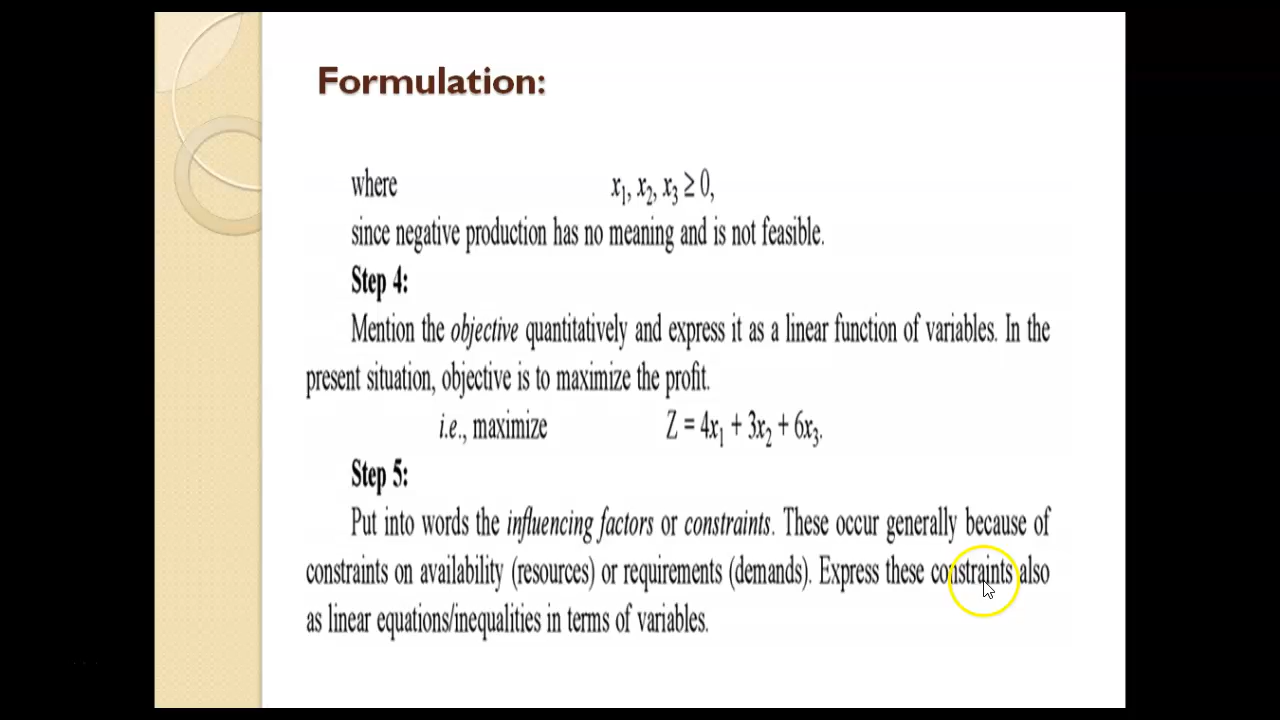 Formulation:
where x₁, x₂, x₃ ≥ 0,
since negative production has no meaning and is not feasible.
Step 4:
Mention the objective quantitatively and express it as a linear function of variables. In the
present situation, objective is to maximize the profit.
i.e., maximize Z = 4x₁ + 3x₂ + 6x₃.
Step 5:
Put into words the influencing factors or constraints. These occur generally because of
constraints on availability (resources) or requirements (demands). Express these constraints also
as linear equations/inequalities in terms of variables.